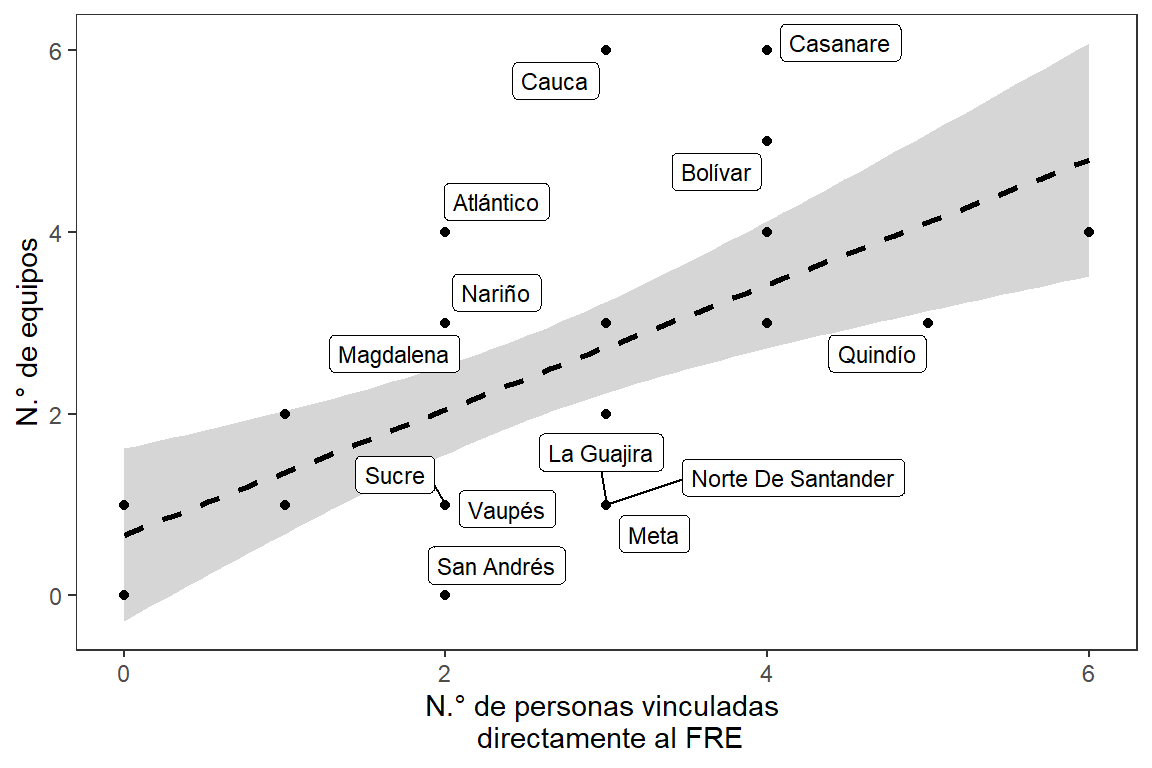 6
Casanare
Cauca
Bolívar
Atlántico
4
Nariño
Magdalena
Quindío
N.° de equipos
2
La Guajira
Sucre
Norte De Santander
Vaupés
Meta
San Andrés
0
0
2
4
6
N.° de personas vinculadas
directamente al FRE